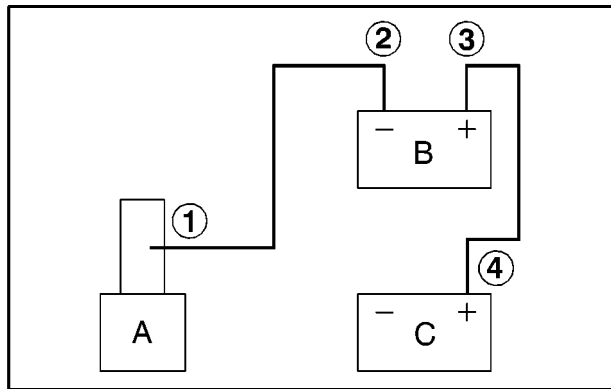 ② ③
− +
B
①
④
− +
A C